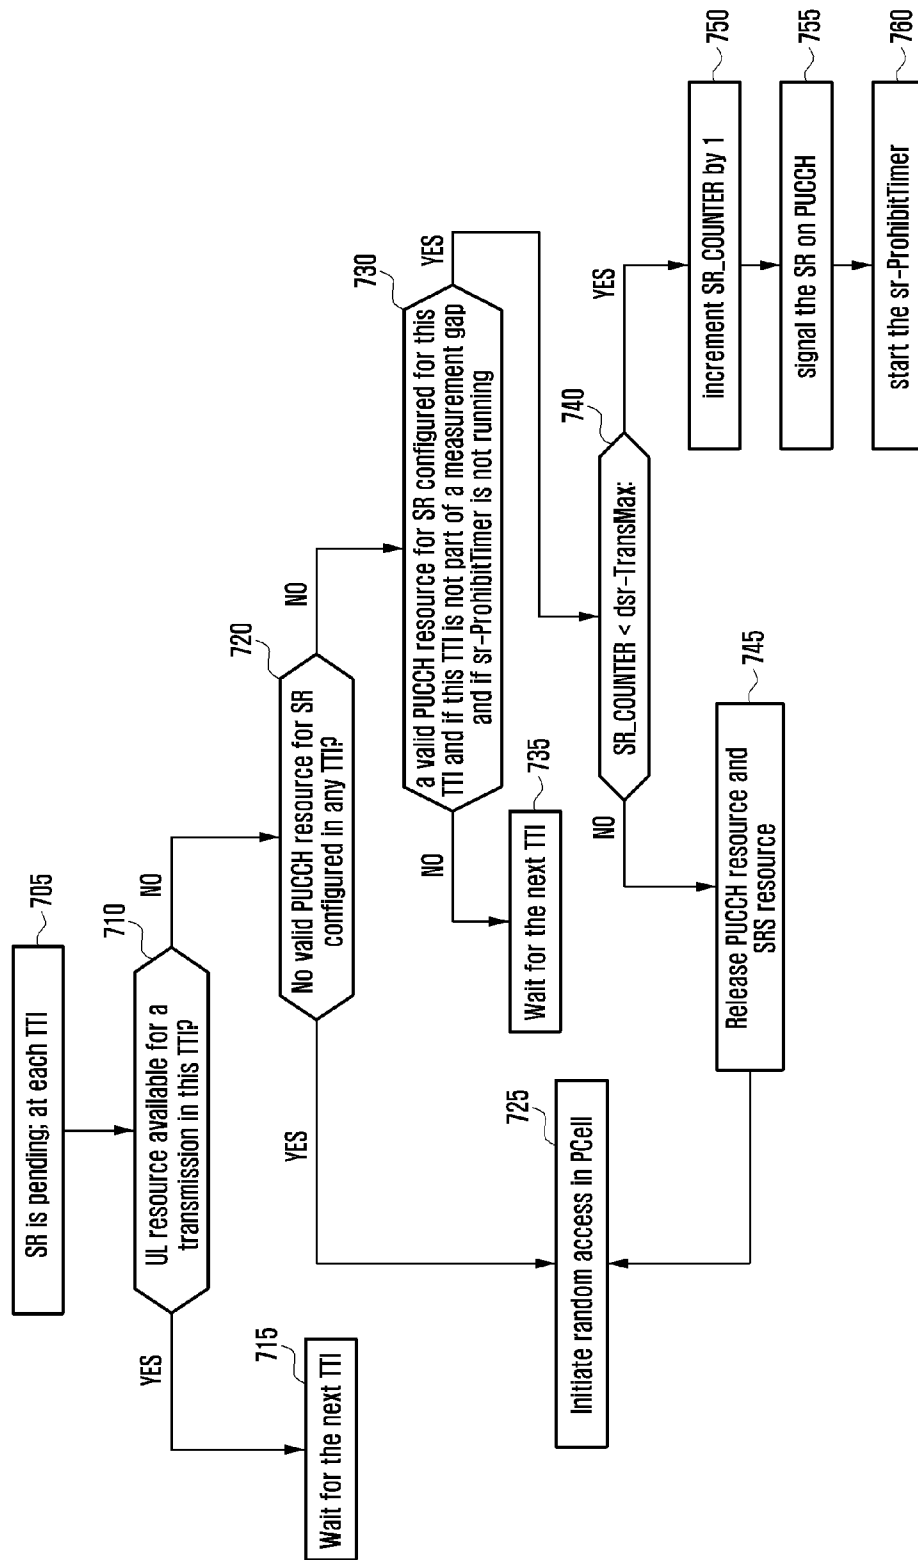 705
SR is pending; at each TTI
710
UL resource available for a
transmission in this TTI?
YES
NO
715
Wait for the next TTI
720
No valid PUCCH resource for SR
configured in any TTI?
YES
NO
725
Initiate random access in PCell
730
a valid PUCCH resource for SR configured for this
TTI and if this TTI is not part of a measurement gap
and if sr-ProhibitTimer is not running
NO
YES
735
Wait for the next TTI
740
SR_COUNTER < dsr-TransMax:
NO
YES
745
Release PUCCH resource and
SRS resource
750
increment SR_COUNTER by 1
755
signal the SR on PUCCH
760
start the sr-ProhibitTimer